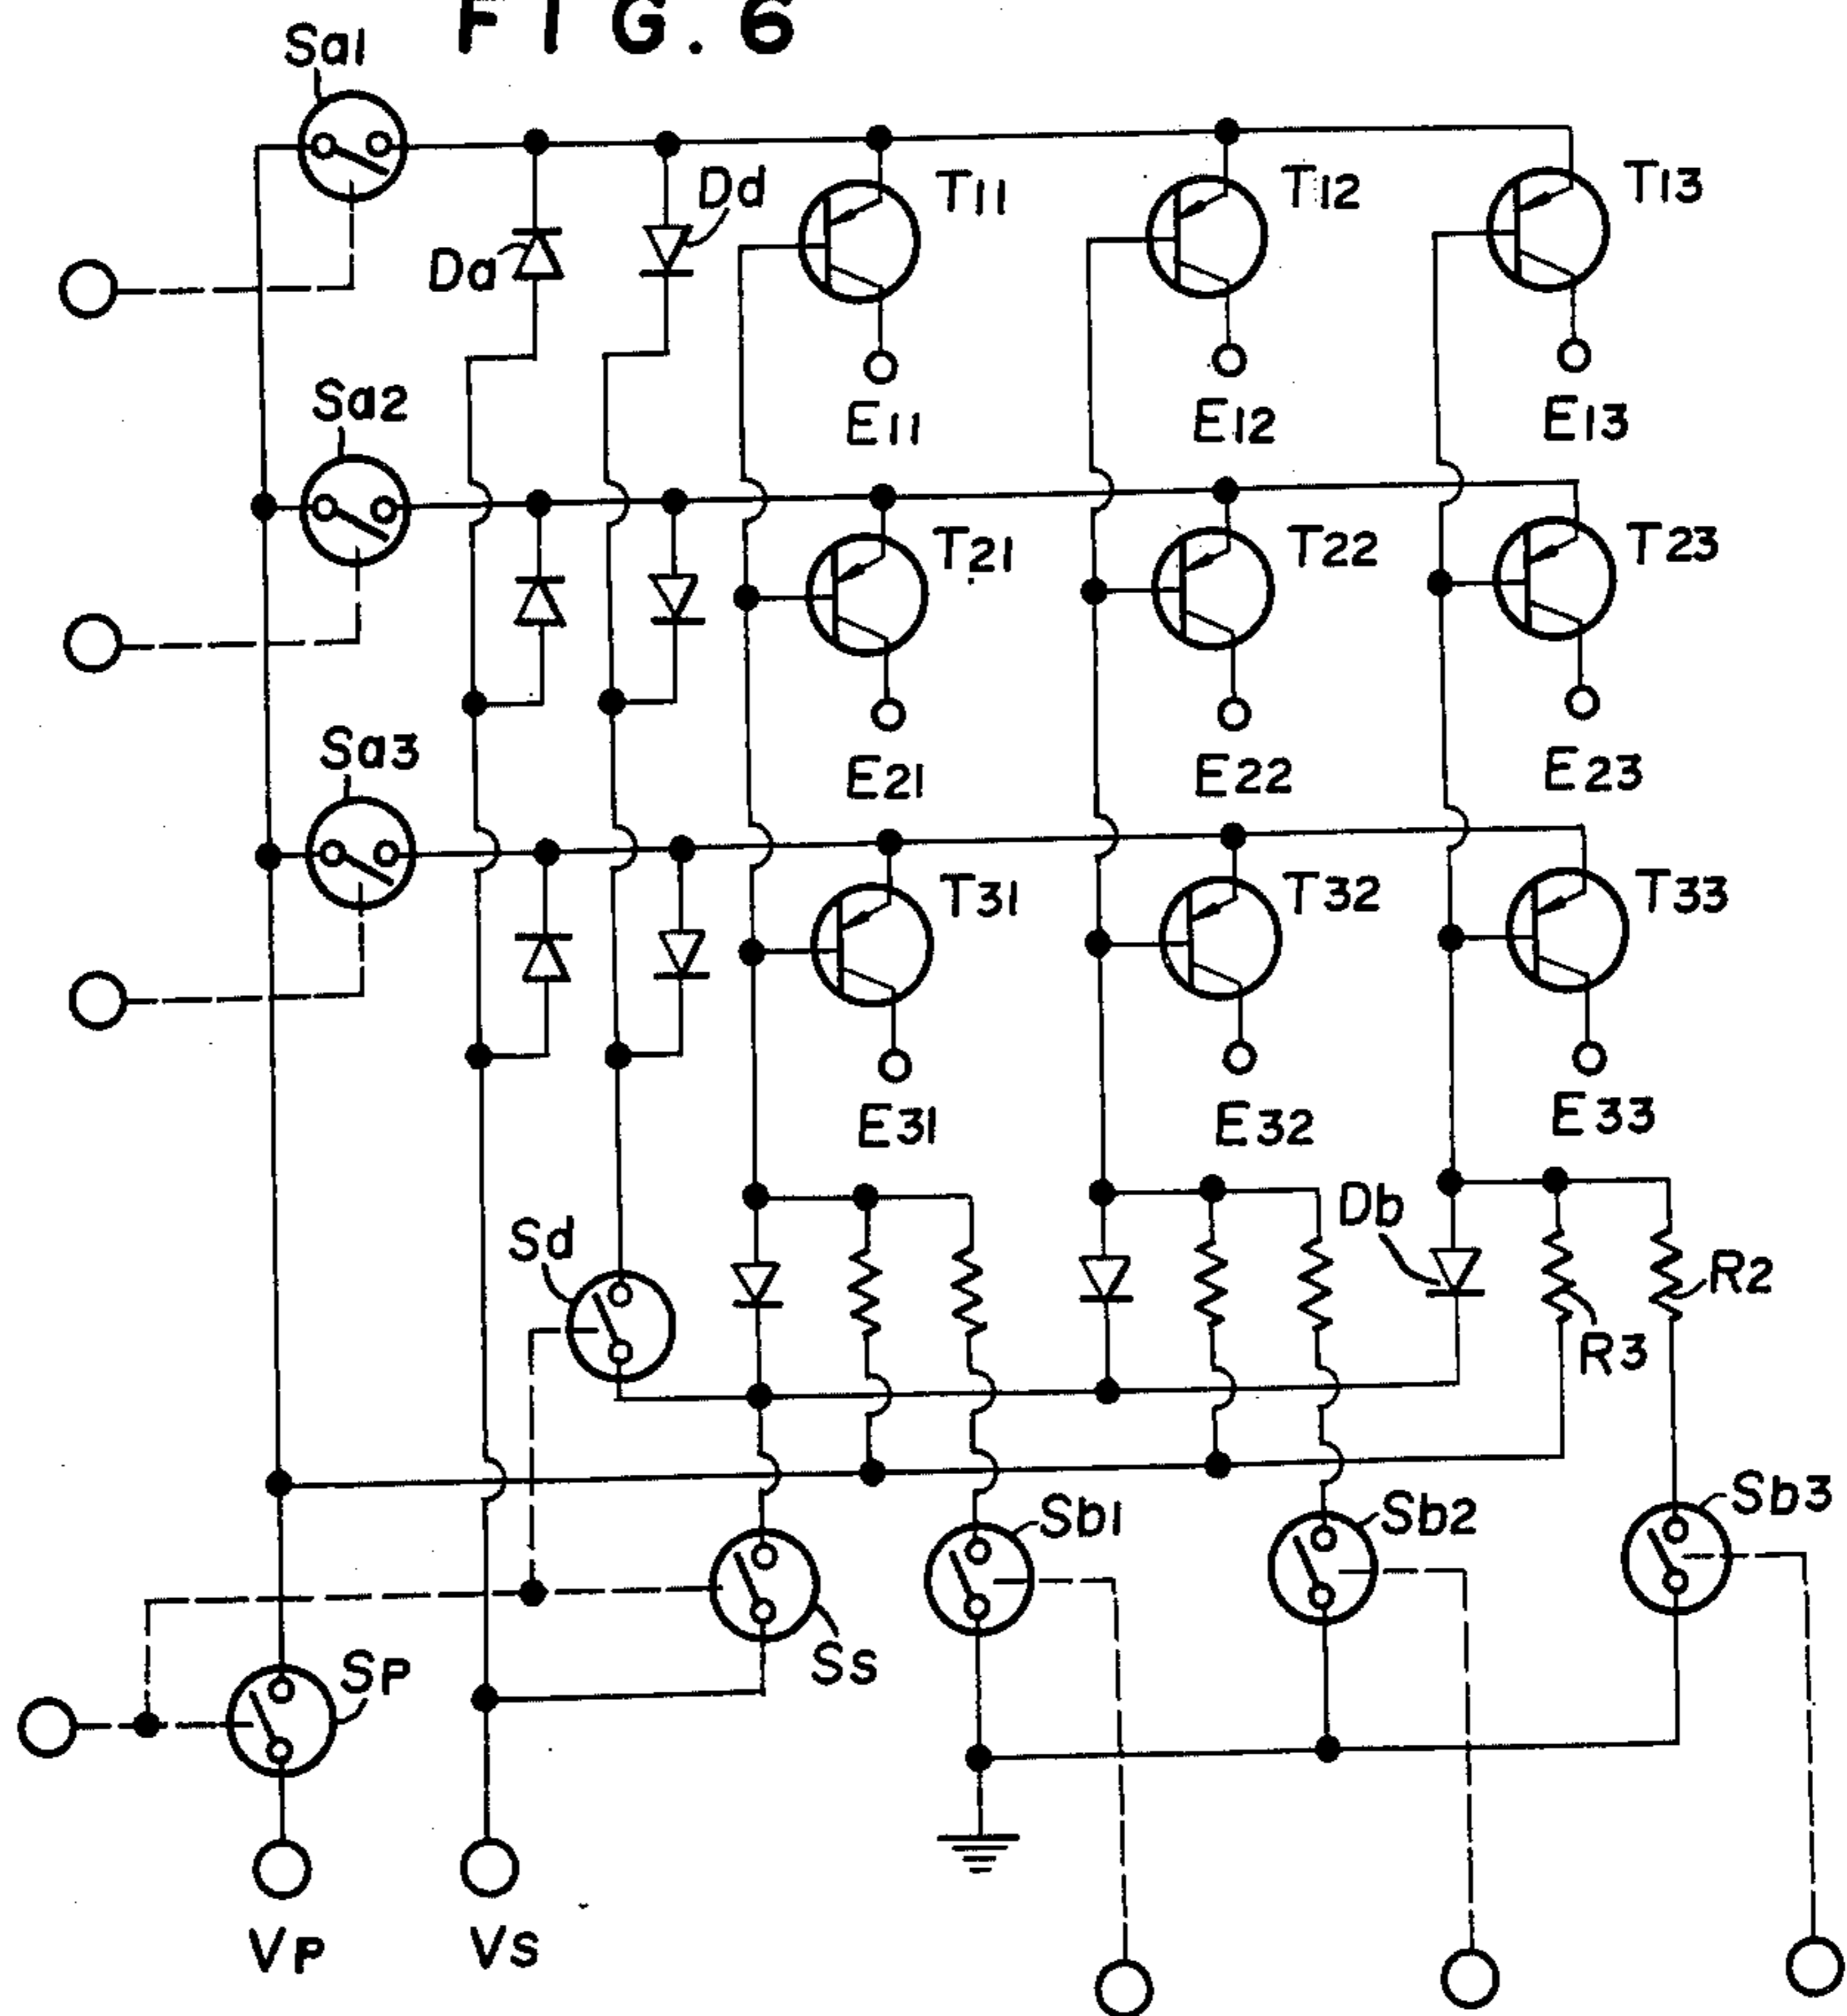 FIG.6
Sa1
Da
Dd
T11
T12
T13
E11
E12
E13
Sa2
T21
T22
T23
E21
E22
E23
Sa3
T31
T32
T33
E31
E32
E33
Sd
Db
R2
R3
Sb1
Sb2
Sb3
Ss
SP
VP
VS